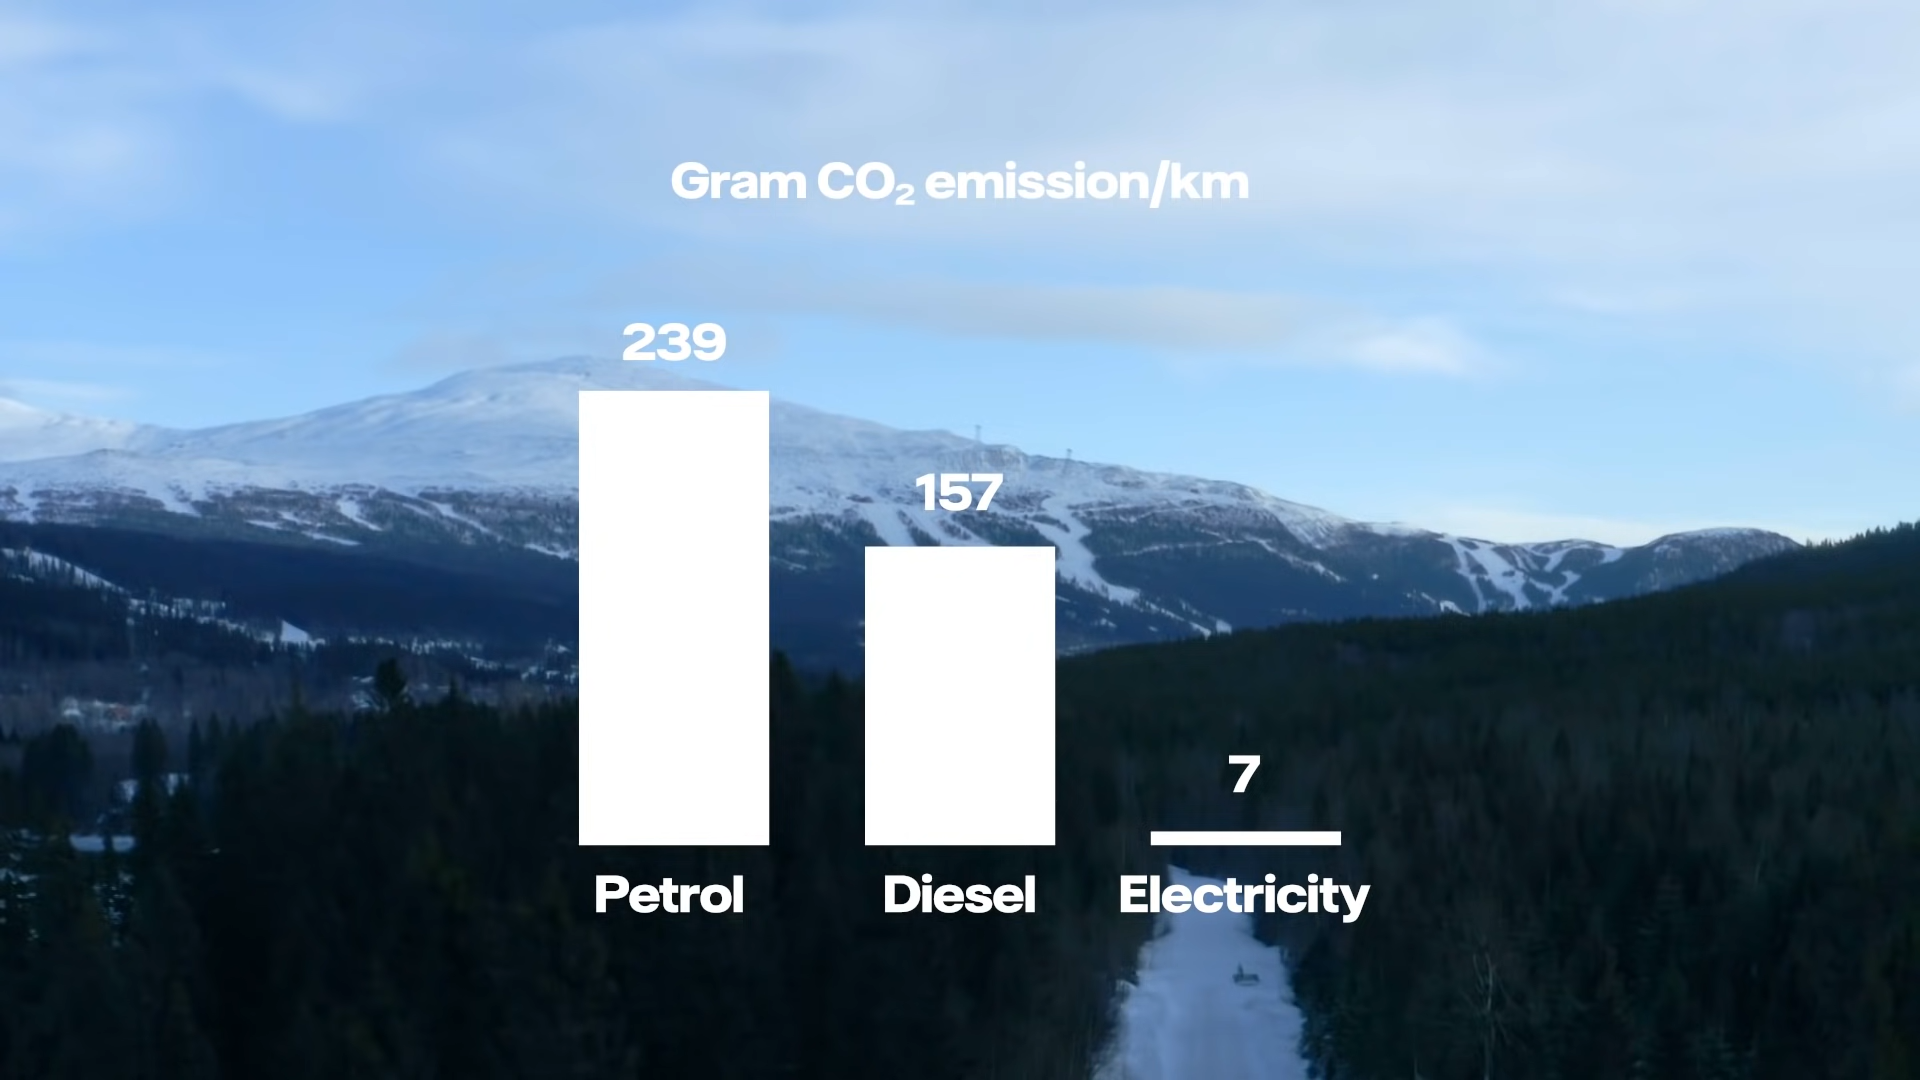 Gram CO₂ emission/km
239
157
7
Petrol
Diesel
Electricity